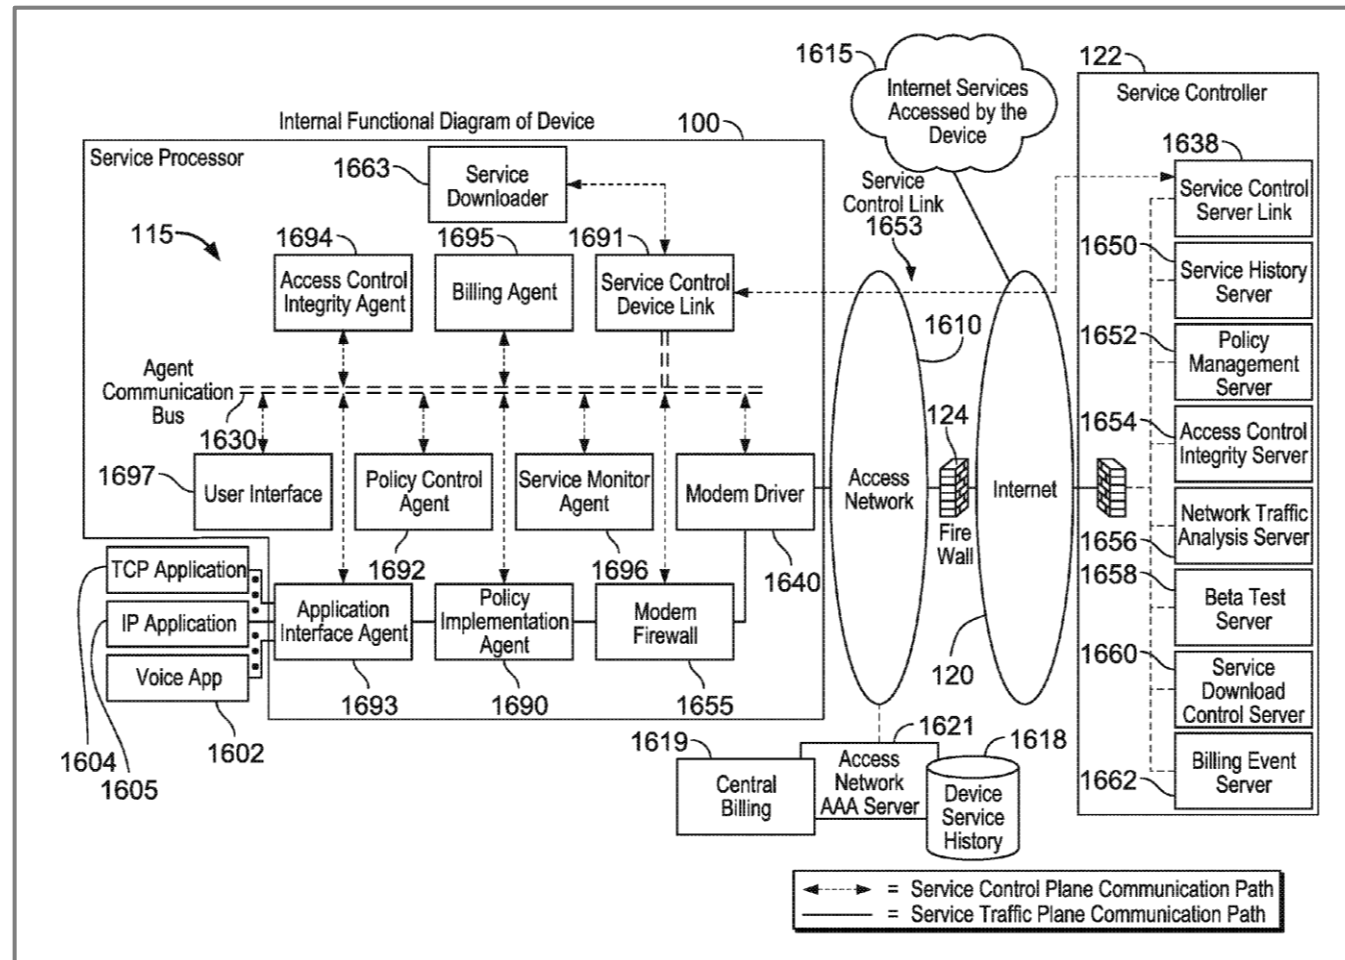 1615
Internet Services
Accessed by the
Device
122
Service Controller
Internal Functional Diagram of Device
100
Service Processor
1663
Service
Downloader
Service
Control Link
1653
1638
Service Control
Server Link
115
1694
Access Control
Integrity Agent
1695
Billing Agent
1691
Service Control
Device Link
1650
Service History
Server
1610
1652
Policy
Management
Server
Agent
Communication
Bus
1630
124
1654
Access Control
Integrity Server
1697
User Interface
Policy Control
Agent
Service Monitor
Agent
Modem Driver
Access
Network
Internet
Fire
Wall
Network Traffic
Analysis Server
1656
1692
1696
1640
1658
Beta Test
Server
TCP Application
IP Application
Voice App
Application
Interface Agent
Policy
Implementation
Agent
Modem
Firewall
120
1660
Service
Download
Control Server
1693
1690
1655
1604
1605
1602
1619
Central
Billing
1621
Access
Network
AAA Server
1618
Device
Service
History
1662
Billing Event
Server
= Service Control Plane Communication Path
= Service Traffic Plane Communication Path